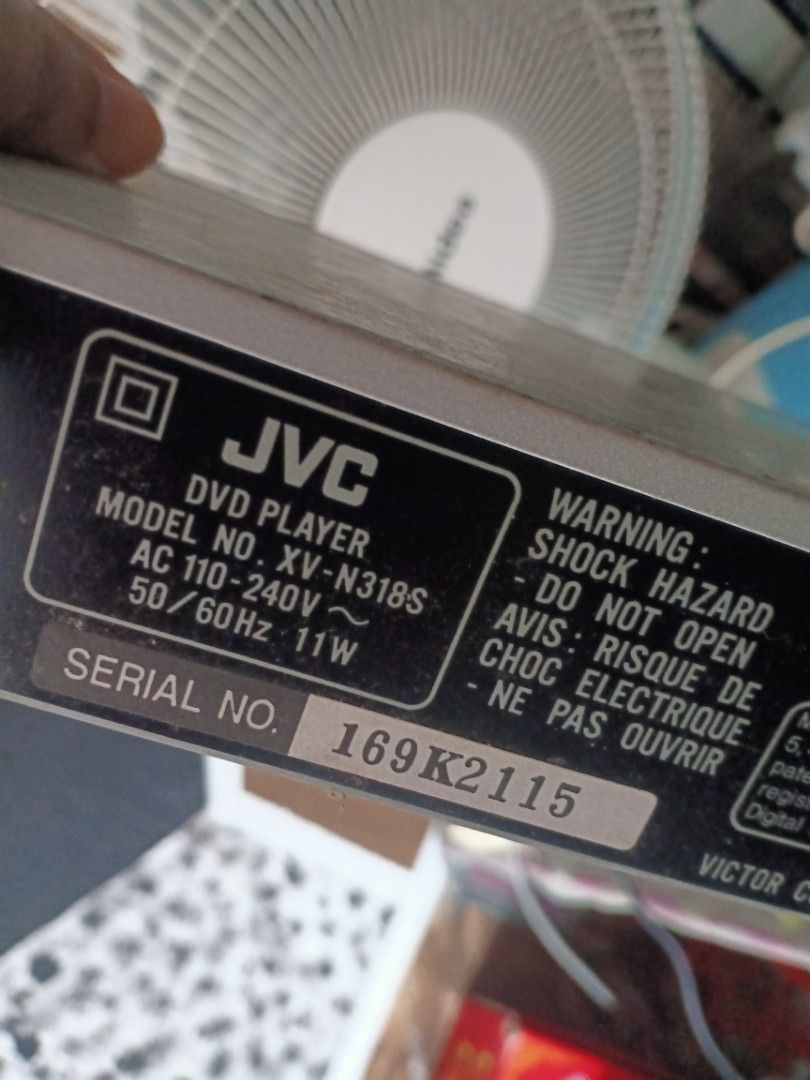 JVC
DVD PLAYER
MODEL NO. XV-N318S
AC 110-240V ~
50/60Hz 11W
SERIAL NO. 169K2115
WARNING:
SHOCK HAZARD
- DO NOT OPEN
AVIS: RISQUE DE
CHOC ELECTRIQUE
- NE PAS OUVRIR
Digital
VICTOR